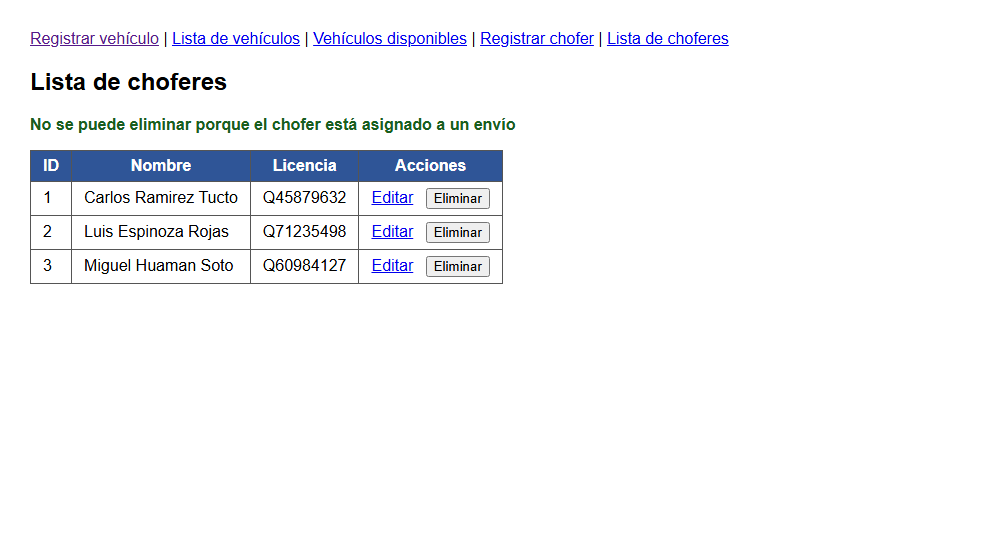 Registrar vehículo | Lista de vehículos | Vehículos disponibles | Registrar chofer | Lista de choferes
Lista de choferes
No se puede eliminar porque el chofer está asignado a un envío
ID Nombre Licencia Acciones
1 Carlos Ramirez Tucto Q45879632 Editar Eliminar
2 Luis Espinoza Rojas Q71235498 Editar Eliminar
3 Miguel Huaman Soto Q60984127 Editar Eliminar